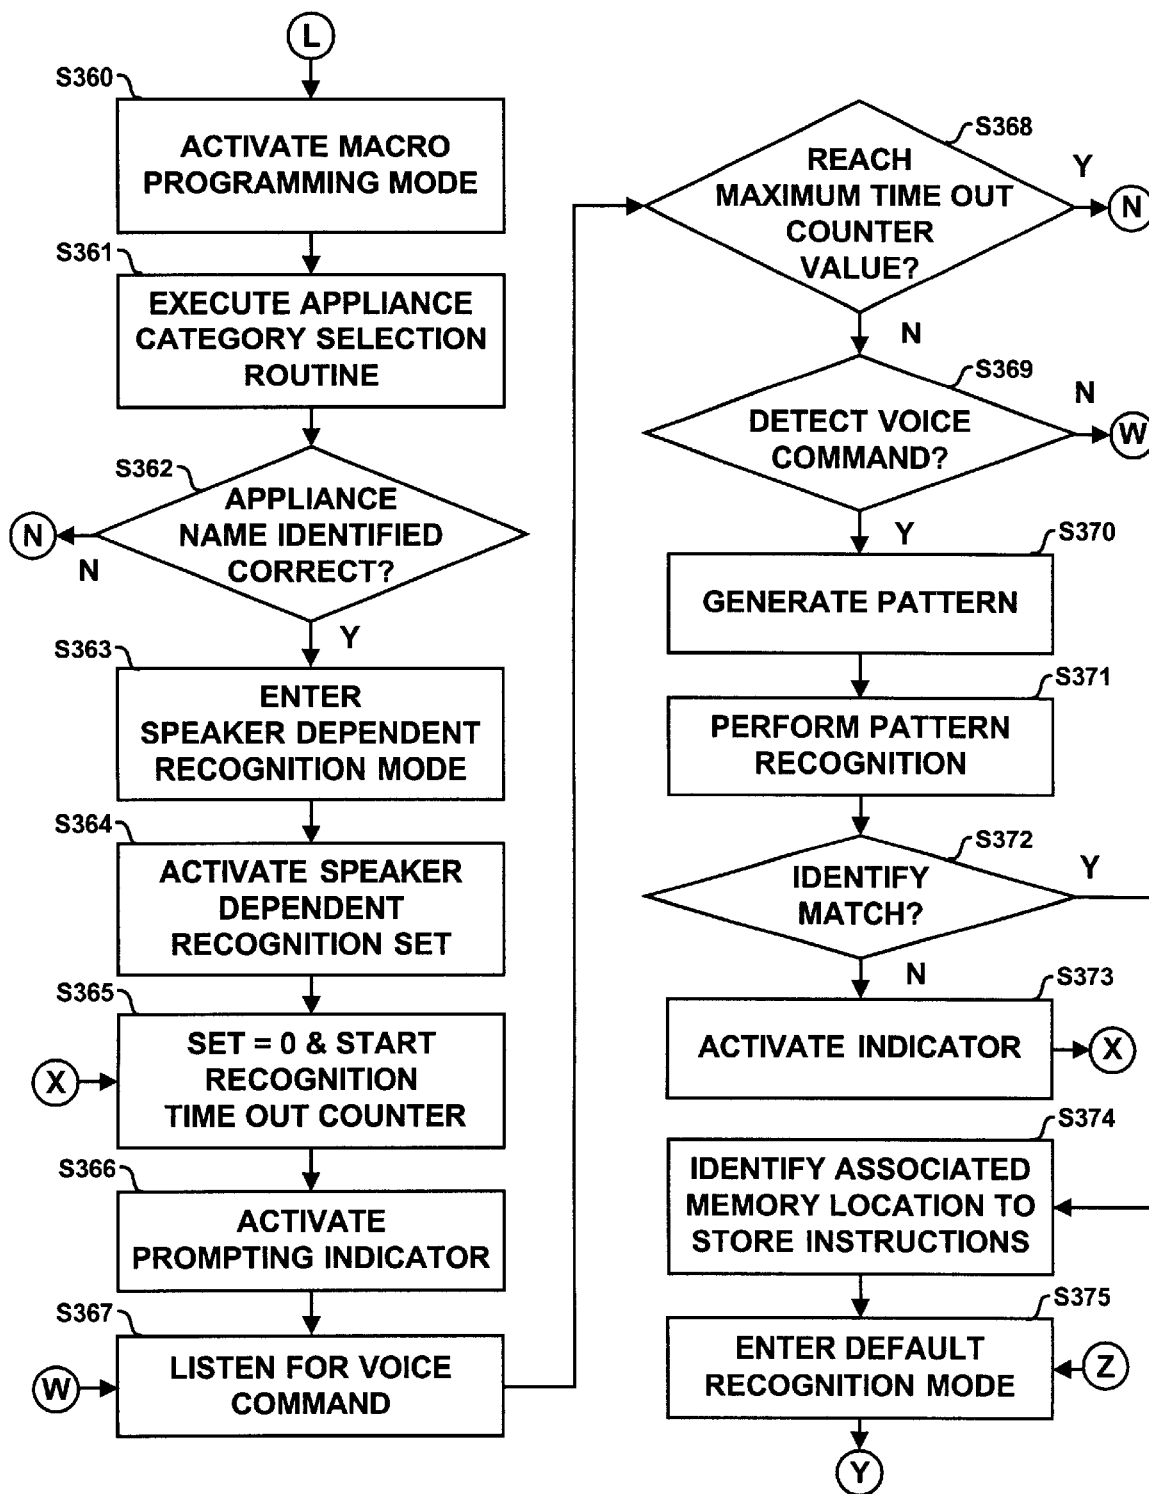 L
S360
ACTIVATE MACRO
PROGRAMMING MODE
S361
EXECUTE APPLIANCE
CATEGORY SELECTION
ROUTINE
S362
APPLIANCE
NAME IDENTIFIED
CORRECT?
N
N
Y
S363
ENTER
SPEAKER DEPENDENT
RECOGNITION MODE
S364
ACTIVATE SPEAKER
DEPENDENT
RECOGNITION SET
S365
X
SET = 0 & START
RECOGNITION
TIME OUT COUNTER
S366
ACTIVATE
PROMPTING INDICATOR
S367
W
LISTEN FOR VOICE
COMMAND
S368
REACH
MAXIMUM TIME OUT
COUNTER
VALUE?
Y
N
N
S369
DETECT VOICE
COMMAND?
N
W
Y
S370
GENERATE PATTERN
S371
PERFORM PATTERN
RECOGNITION
S372
IDENTIFY
MATCH?
Y
N
S373
ACTIVATE INDICATOR
X
S374
IDENTIFY ASSOCIATED
MEMORY LOCATION TO
STORE INSTRUCTIONS
S375
ENTER DEFAULT
RECOGNITION MODE
Z
Y